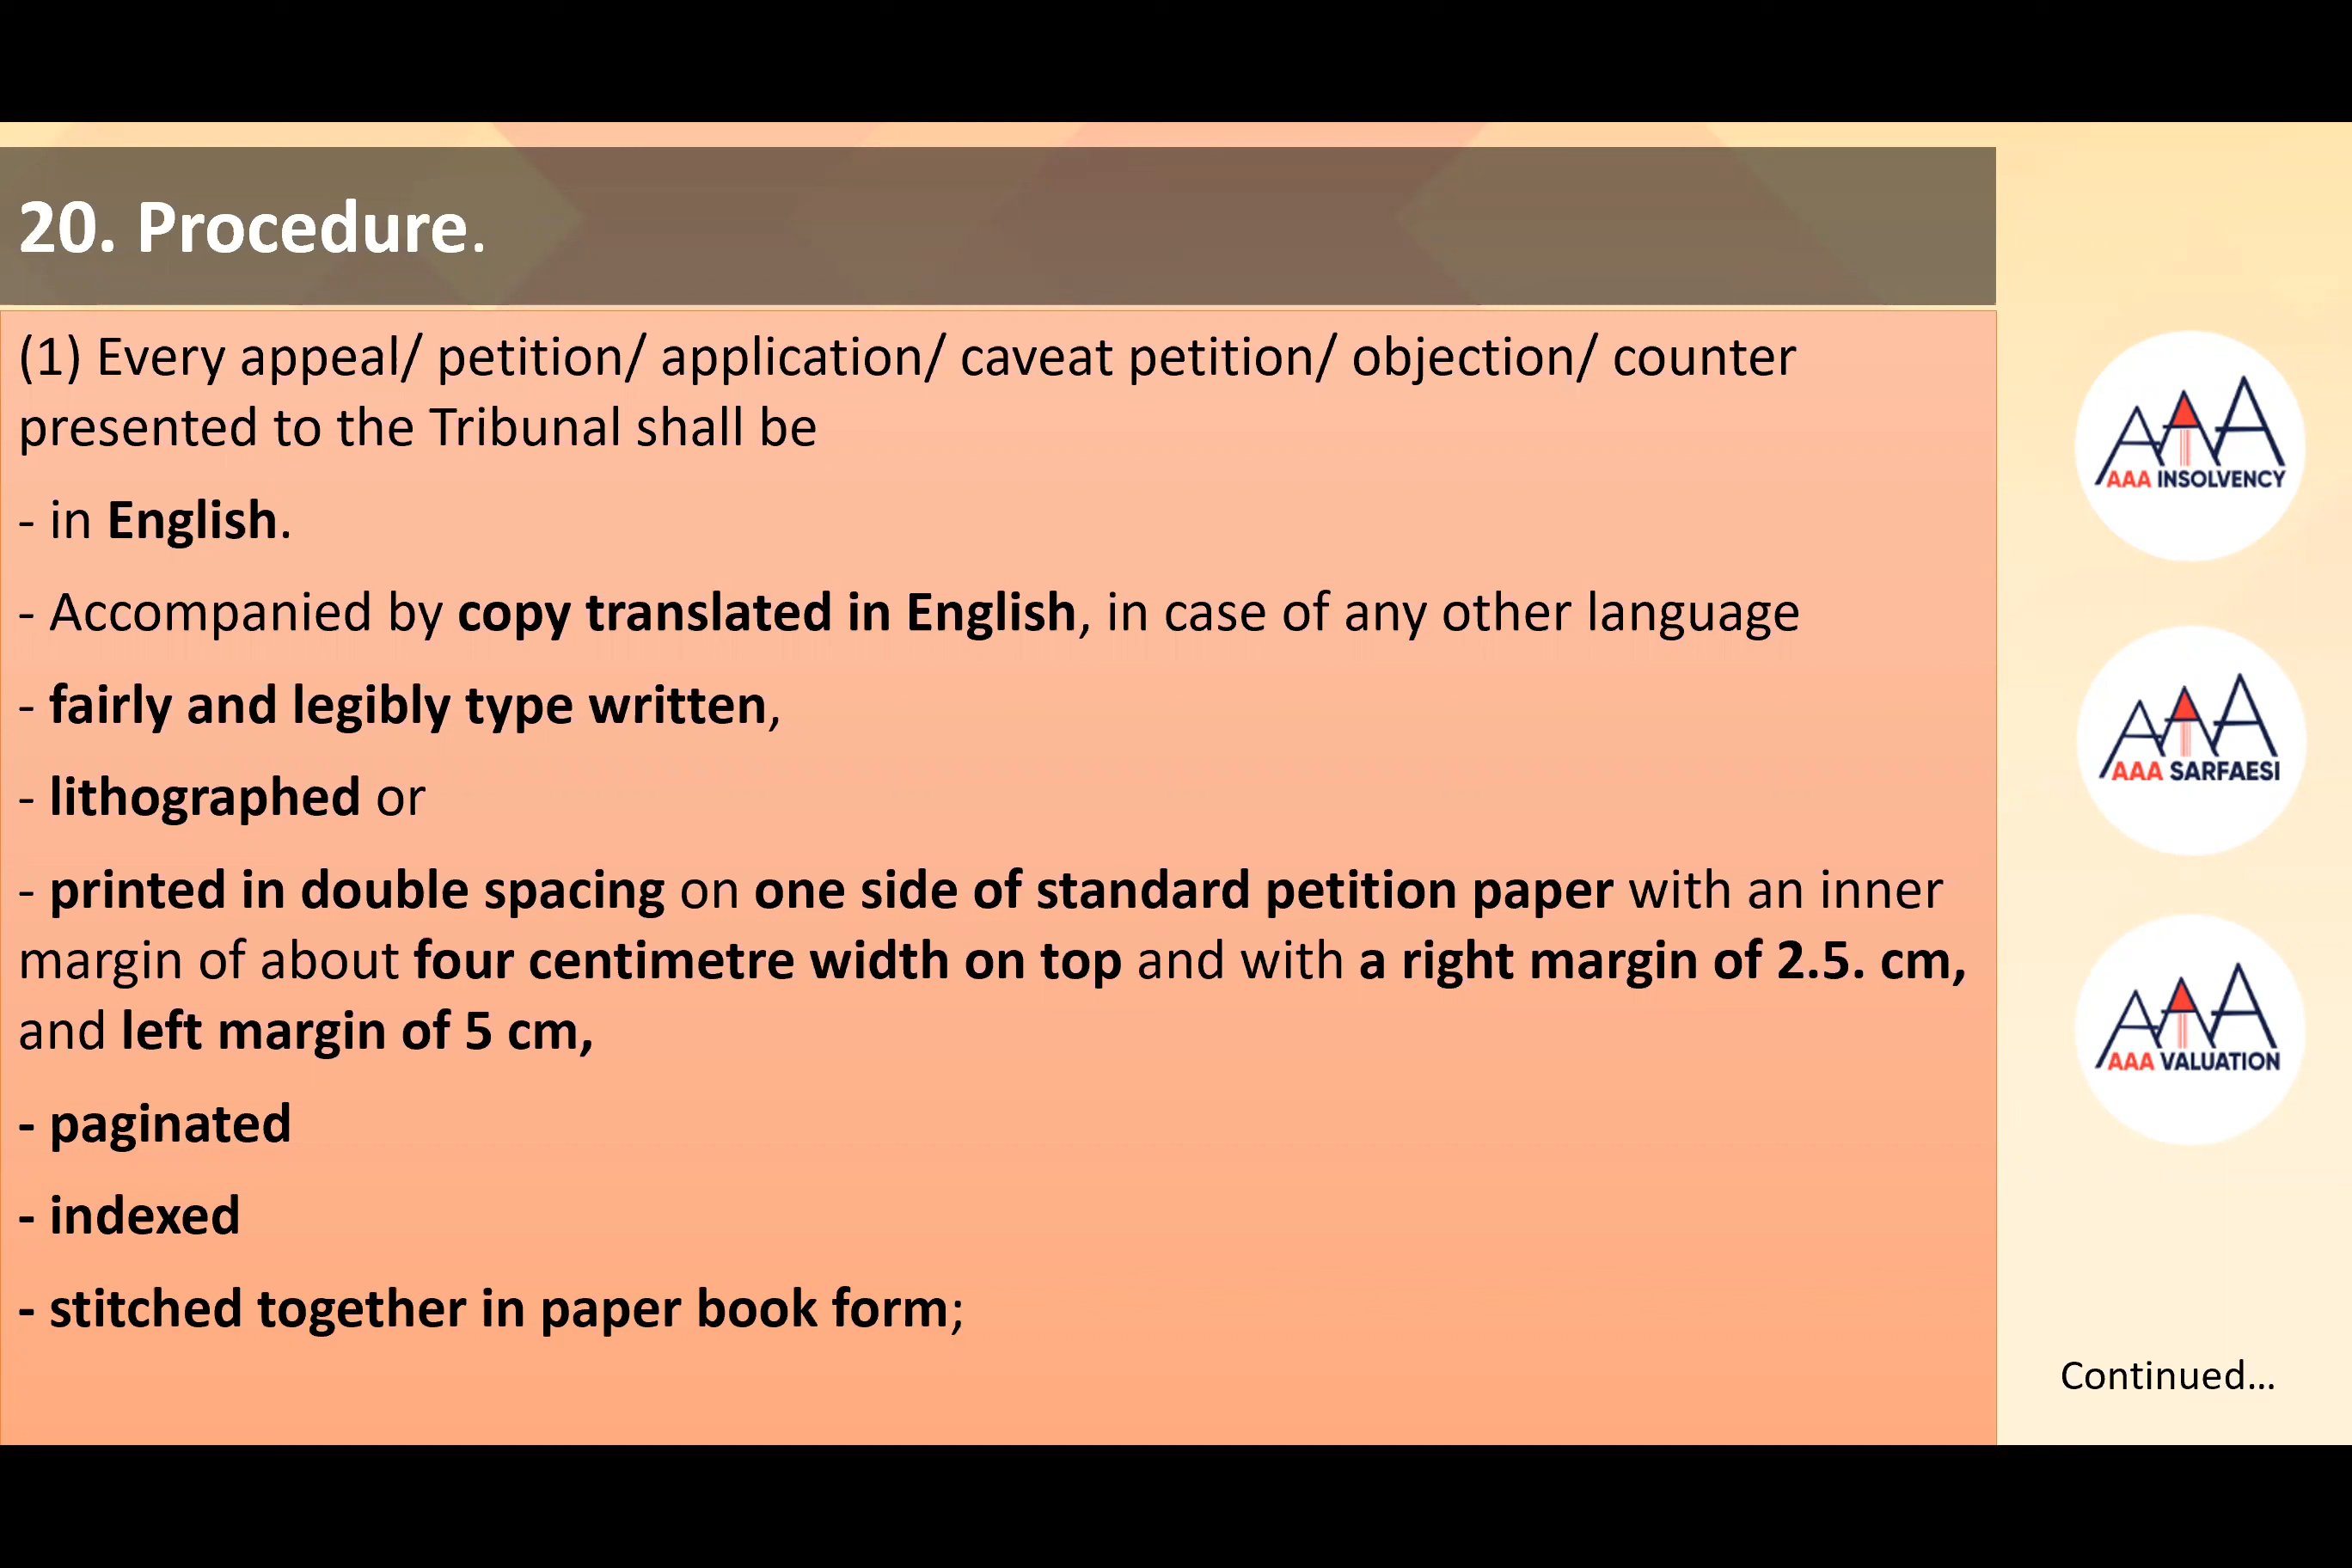 20. Procedure.
(1) Every appeal/ petition/ application/ caveat petition/ objection/ counter
presented to the Tribunal shall be
- in English.
- Accompanied by copy translated in English, in case of any other language
- fairly and legibly type written,
- lithographed or
- printed in double spacing on one side of standard petition paper with an inner
margin of about four centimetre width on top and with a right margin of 2.5. cm,
and left margin of 5 cm,
- paginated
- indexed
- stitched together in paper book form;
AAA INSOLVENCY
AAA SARFAESI
AAA VALUATION
Continued...